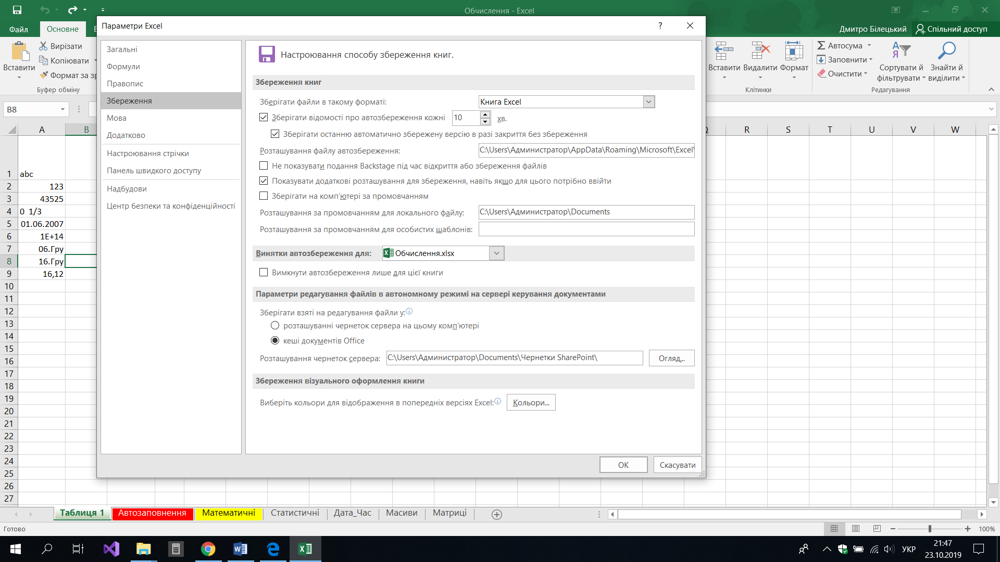 Обчислення - Excel
Файл
Основне
Дмитро Білецький
Спільний доступ
Вставити
Вирізати
Копіювати
Формат за зр
Буфер обміну
Вставити
Видалити
Формат
Клітинки
Автосума
Заповнити
Очистити
Сортувати й
фільтрувати
Знайти й
виділити
Редагування
B8
Параметри Excel
?
Загальні
Формули
Правопис
Збереження
Мова
Додатково
Настроювання стрічки
Панель швидкого доступу
Надбудови
Центр безпеки та конфіденційності
Настроювання способу збереження книг.
Збереження книг
Зберігати файли в такому форматі: Книга Excel
Зберігати відомості про автозбереження кожні 10 хв.
Зберігати останню автоматично збережену версію в разі закриття без збереження
Розташування файлу автозбереження: C:\Users\Администратор\AppData\Roaming\Microsoft\Excel\
Не показувати подання Backstage під час відкриття або збереження файлів
Показувати додаткові розташування для збереження, навіть якщо для цього потрібно ввійти
Зберігати на комп'ютері за промовчанням
Розташування за промовчанням для локального файлу: C:\Users\Администратор\Documents
Розташування за промовчанням для особистих шаблонів:
Винятки автозбереження для: Обчислення.xlsx
Вимкнути автозбереження лише для цієї книги
Параметри редагування файлів в автономному режимі на сервері керування документами
Зберігати взяті на редагування файли у:
розташуванні чернеток сервера на цьому комп'ютері
кеші документів Office
Розташування чернеток сервера: C:\Users\Администратор\Documents\Чернетки SharePoint\ Огляд...
Збереження візуального оформлення книги
Виберіть кольори для відображення в попередніх версіях Excel: Кольори...
OK Скасувати
A B R S T U V W
1 abc
2 123
3 43525
4 0 1/3
5 01.06.2007
6 1E+14
7 06.Гру
8 16.Гру
9 16,12
10
11
12
13
14
15
16
17
18
19
20
21
22
23
24
25
26
27
Таблиця 1 Автозаповнення Математичні Статистичні Дата_Час Масиви Матриці
Готово
100%
УКР
21:47
23.10.2019